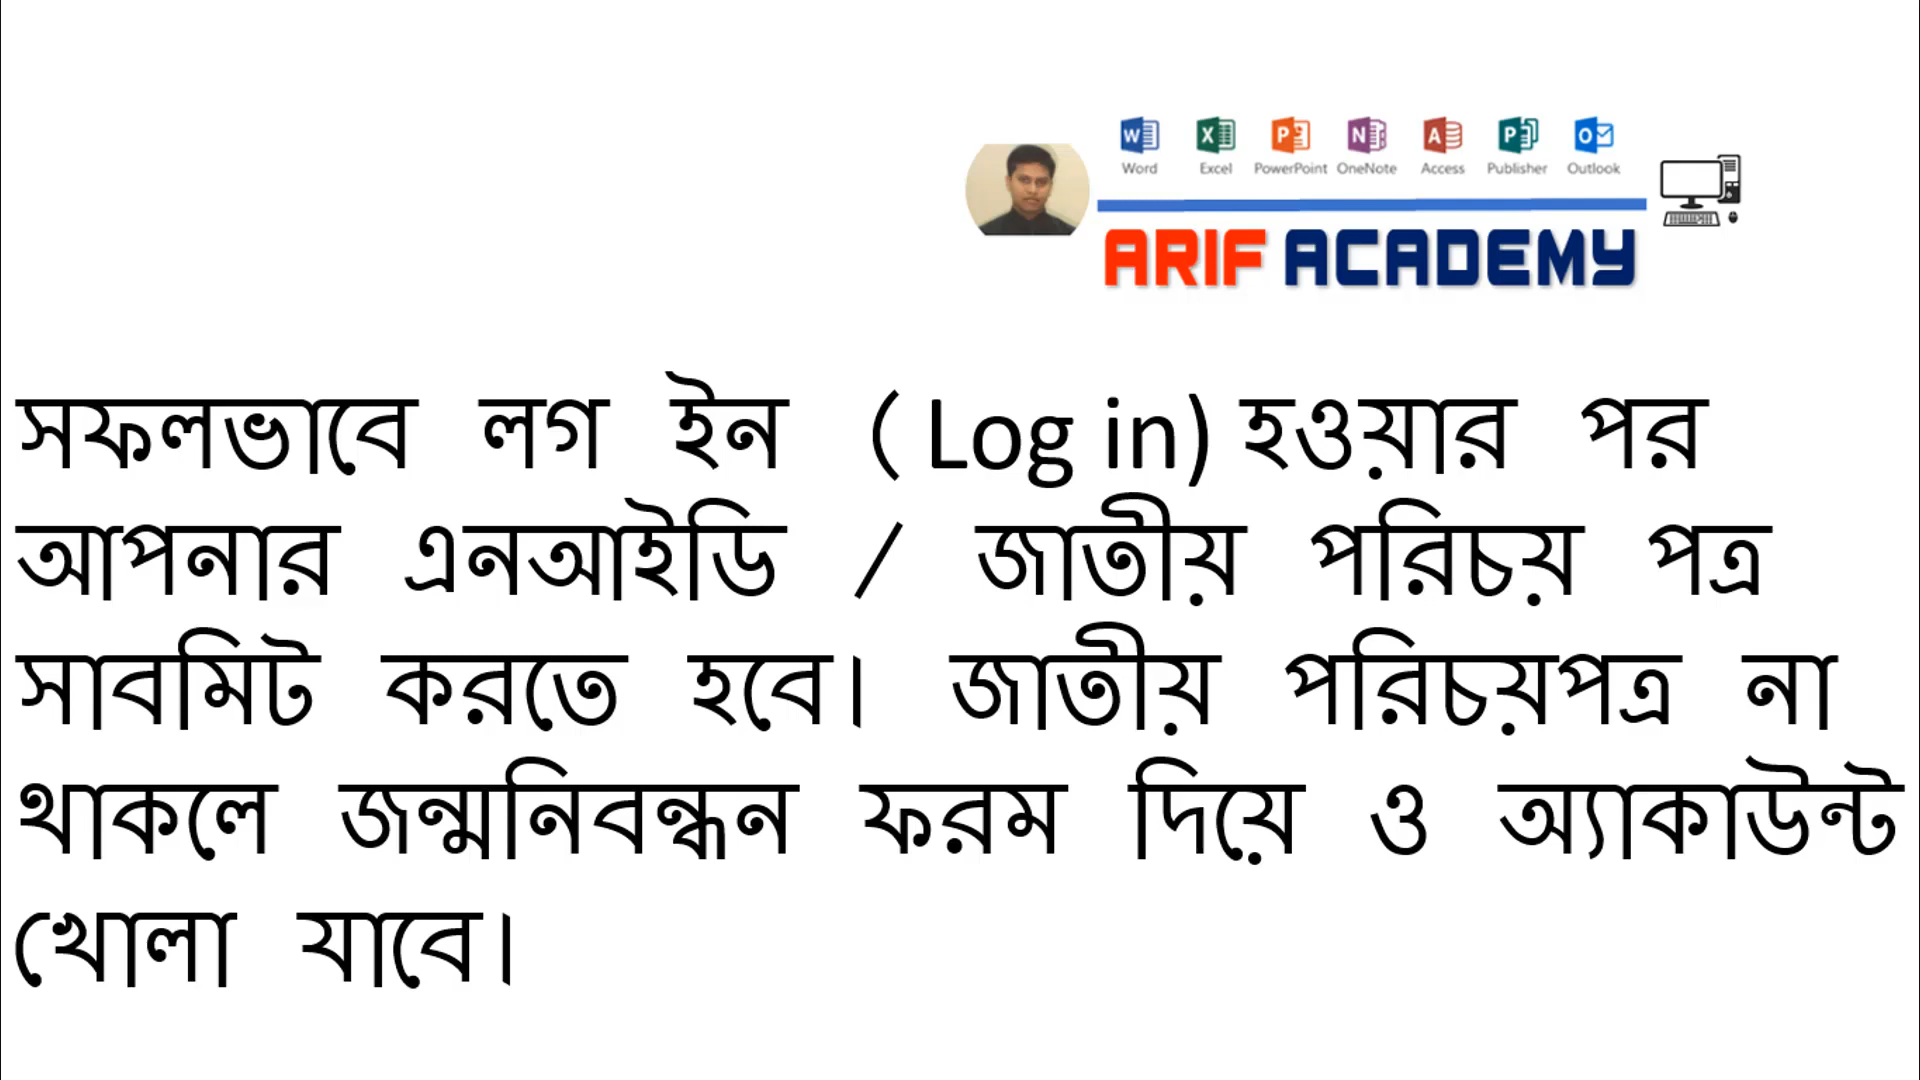 Word Excel PowerPoint OneNote Access Publisher Outlook
ARIF ACADEMY
সফলভাবে লগ ইন ( Log in) হওয়ার পর
আপনার এনআইডি / জাতীয় পরিচয় পত্র
সাবমিট করতে হবে। জাতীয় পরিচয়পত্র না
থাকলে জন্মনিবন্ধন ফরম দিয়ে ও অ্যাকাউন্ট
খোলা যাবে।